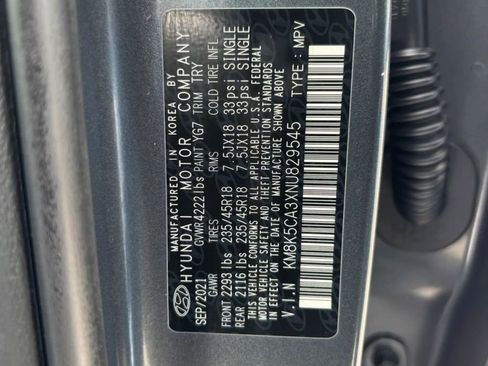 MANUFACTURED IN KOREA BY
HYUNDAI MOTOR COMPANY
SEP/2021 GVWR 4222 lbs PAINT YG7 TRIM TRY
GAWR TIRES RIMS COLD TIRE INFL
FRONT 2293 lbs 235/45R18 7.5JX18 33psi SINGLE
REAR 2116 lbs 235/45R18 7.5JX18 33psi SINGLE
THIS VEHICLE CONFORMS TO ALL APPLICABLE U.S.A. FEDERAL
MOTOR VEHICLE SAFETY AND THEFT PREVENTION STANDARDS
IN EFFECT ON THE DATE OF MANUFACTURE SHOWN ABOVE
V.I.N KM8K5CA3XNU829545 TYPE: MPV